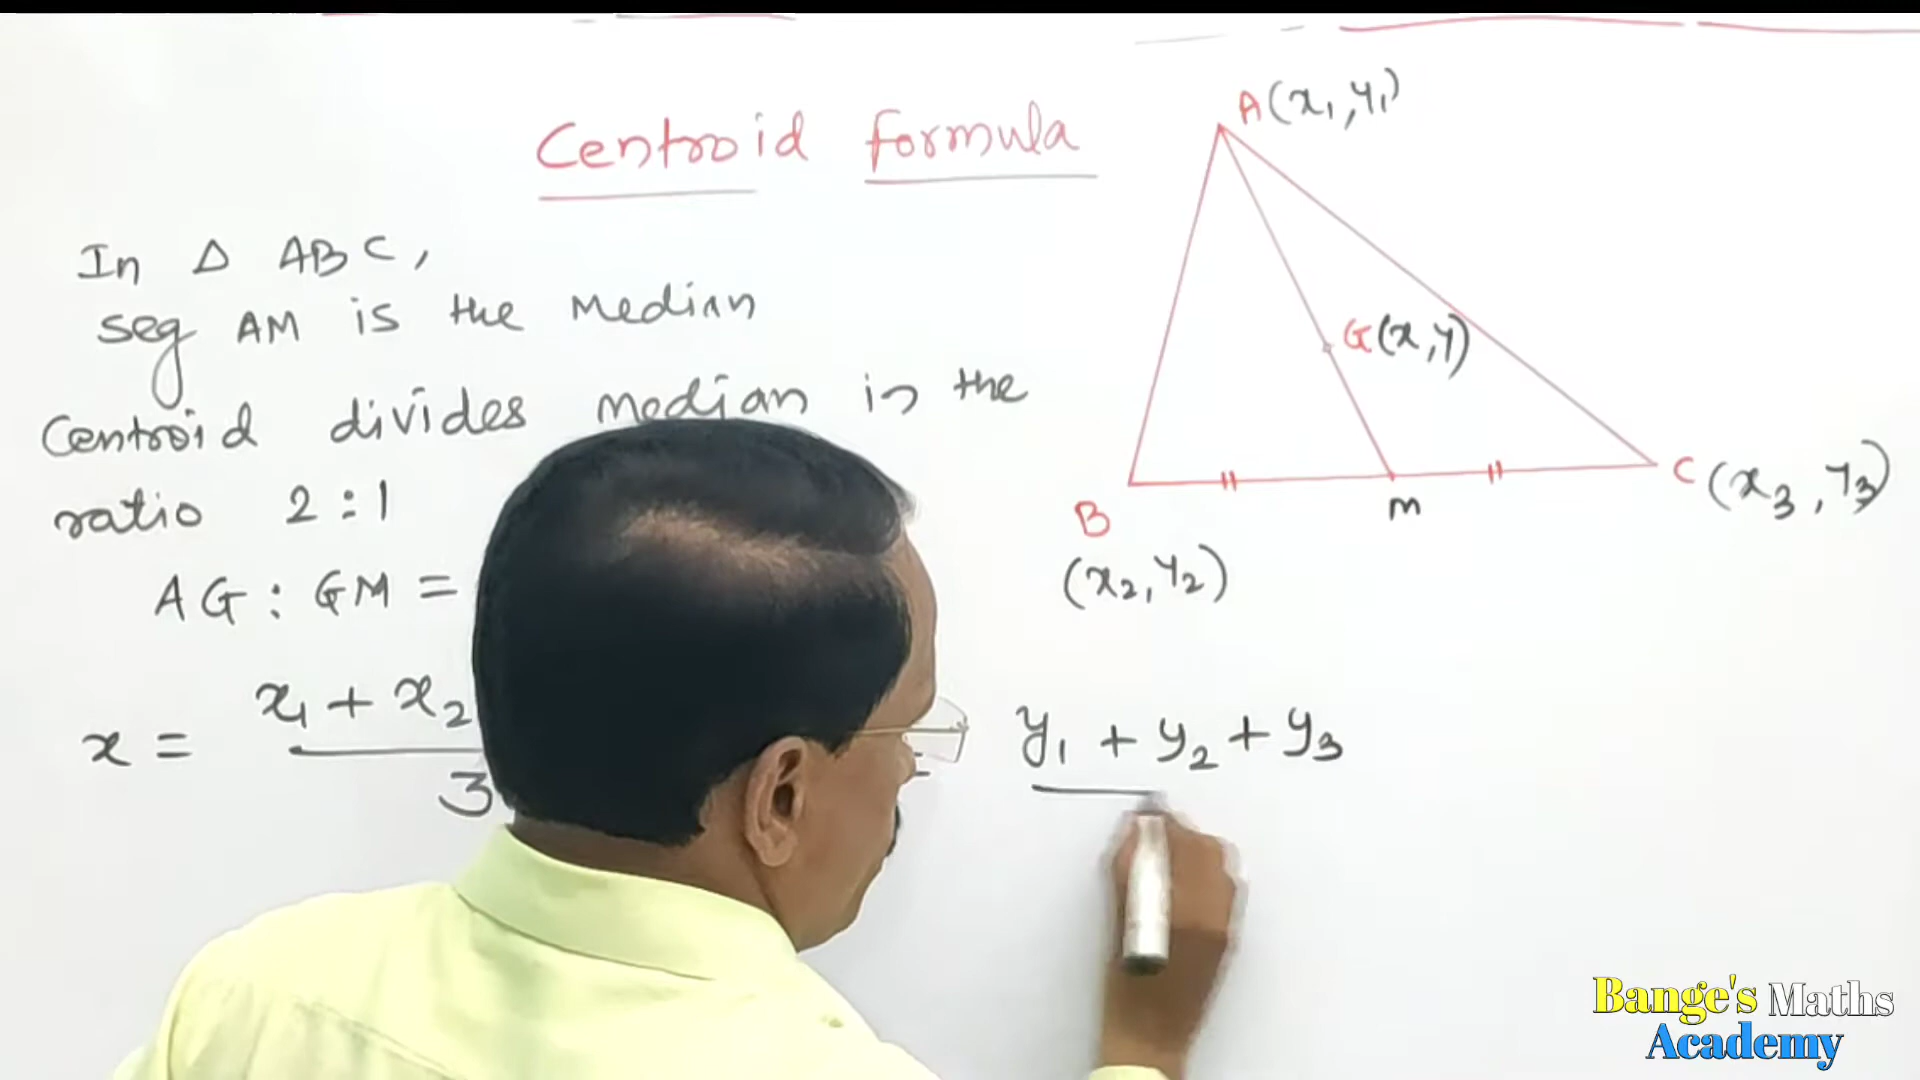 Centroid formula
In Δ ABC,
seg AM is the Median
Centroid divides median in the
ratio 2 : 1
AG : GM =
x = x₁ + x₂
3
y₁ + y₂ + y₃
A (x₁, y₁)
G (x, y)
B
M
C (x₃, y₃)
(x₂, y₂)
Bange's Maths
Academy